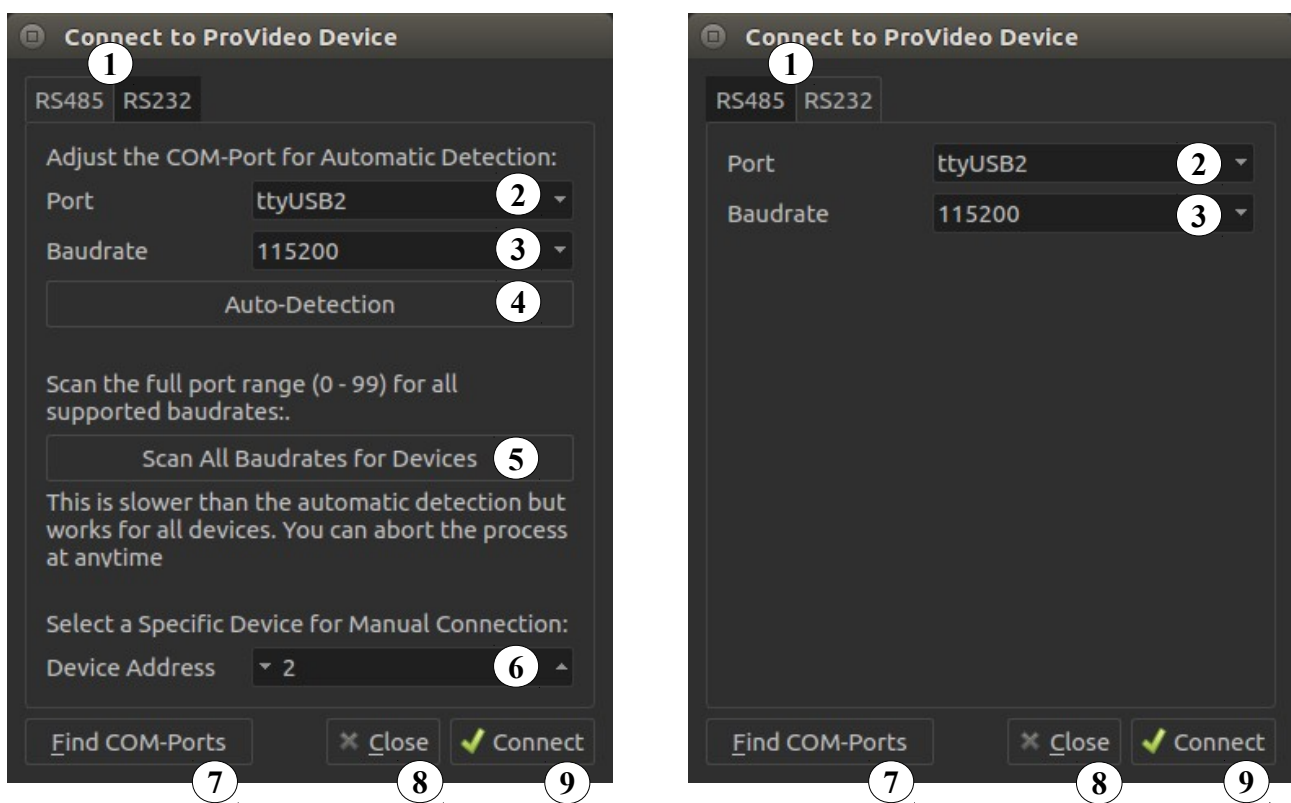 Connect to ProVideo Device
1
RS485 RS232
Adjust the COM-Port for Automatic Detection:
Port ttyUSB2 2
Baudrate 115200 3
Auto-Detection 4
Scan the full port range (0 - 99) for all
supported baudrates:.
Scan All Baudrates for Devices 5
This is slower than the automatic detection but
works for all devices. You can abort the process
at anytime
Select a Specific Device for Manual Connection:
Device Address 2 6
Find COM-Ports Close Connect
7 8 9
Connect to ProVideo Device
1
RS485 RS232
Port ttyUSB2 2
Baudrate 115200 3
Find COM-Ports Close Connect
7 8 9